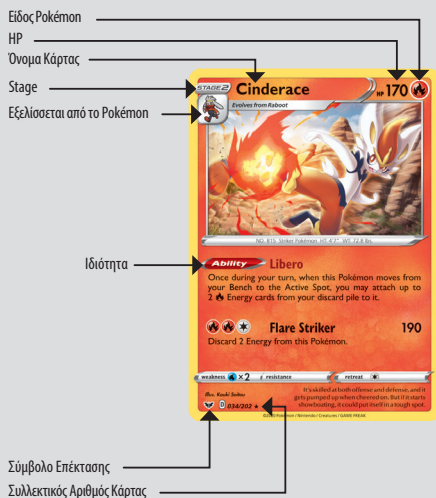 Είδος Pokémon
HP
Όνομα Κάρτας
Stage
Εξελίσσεται από το Pokémon
STAGE 2 Cinderace HP 170
Evolves from Raboot
NO. 815 Striker Pokémon HT: 4'7" WT: 72.8 lbs.
Ιδιότητα
Ability Libero
Once during your turn, when this Pokémon moves from
your Bench to the Active Spot, you may attach up to
2 Energy cards from your discard pile to it.
Flare Striker 190
Discard 2 Energy from this Pokémon.
weakness ×2 resistance retreat
Illus. Kouki Saitou
It's skilled at both offense and defense, and it
gets pumped up when cheered on. But if it starts
showboating, it could put itself in a tough spot.
D 034/202 ★
©2020 Pokémon / Nintendo / Creatures / GAME FREAK
Σύμβολο Επέκτασης
Συλλεκτικός Αριθμός Κάρτας